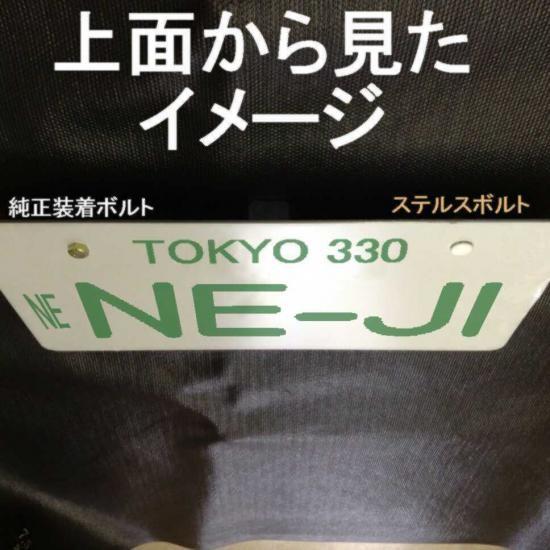 上面から見た
イメージ
純正装着ボルト
ステルスボルト
TOKYO 330
NE NE-JI